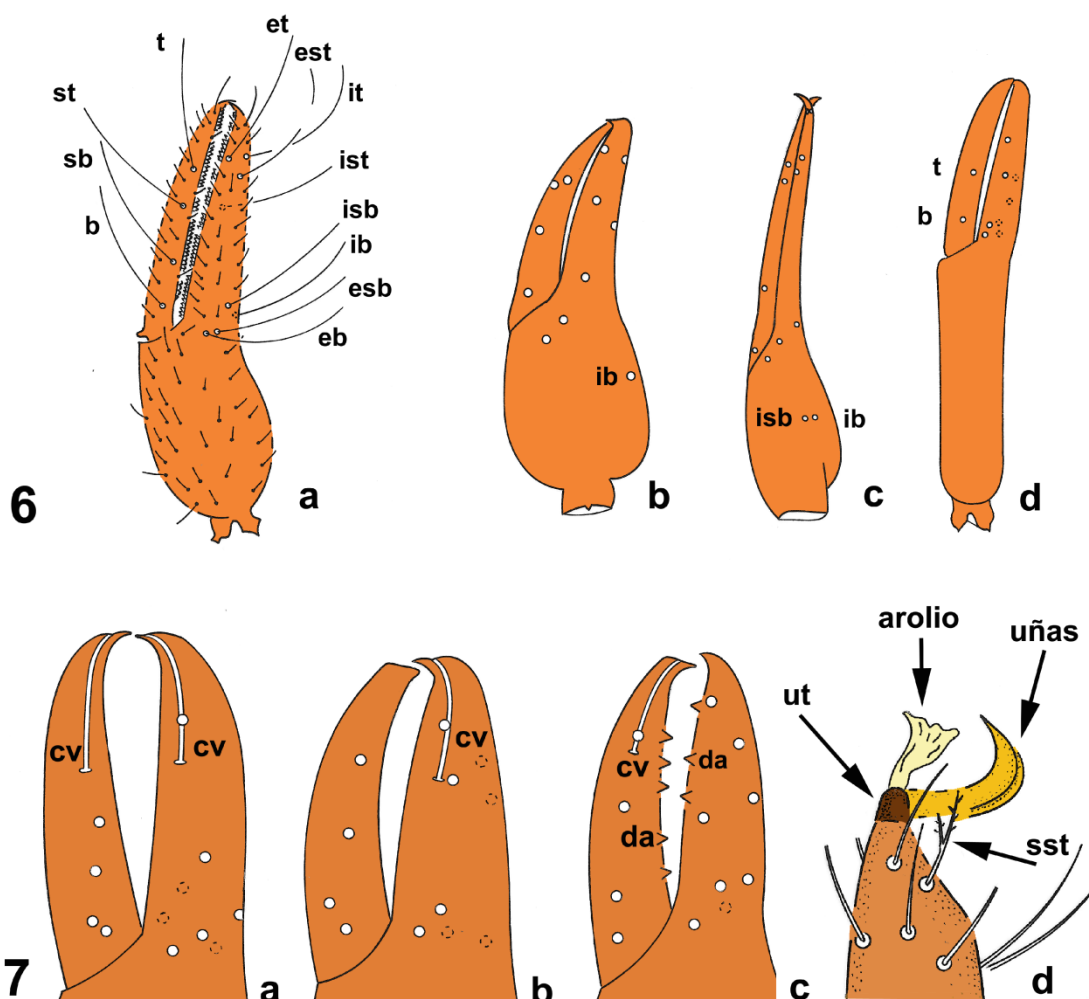 t
et
est
it
st
sb
b
ist
isb
ib
esb
eb
6
a
ib
b
isb
ib
c
t
b
d
cv
cv
a
cv
b
cv
da
da
c
arolio
uñas
ut
sst
d
7